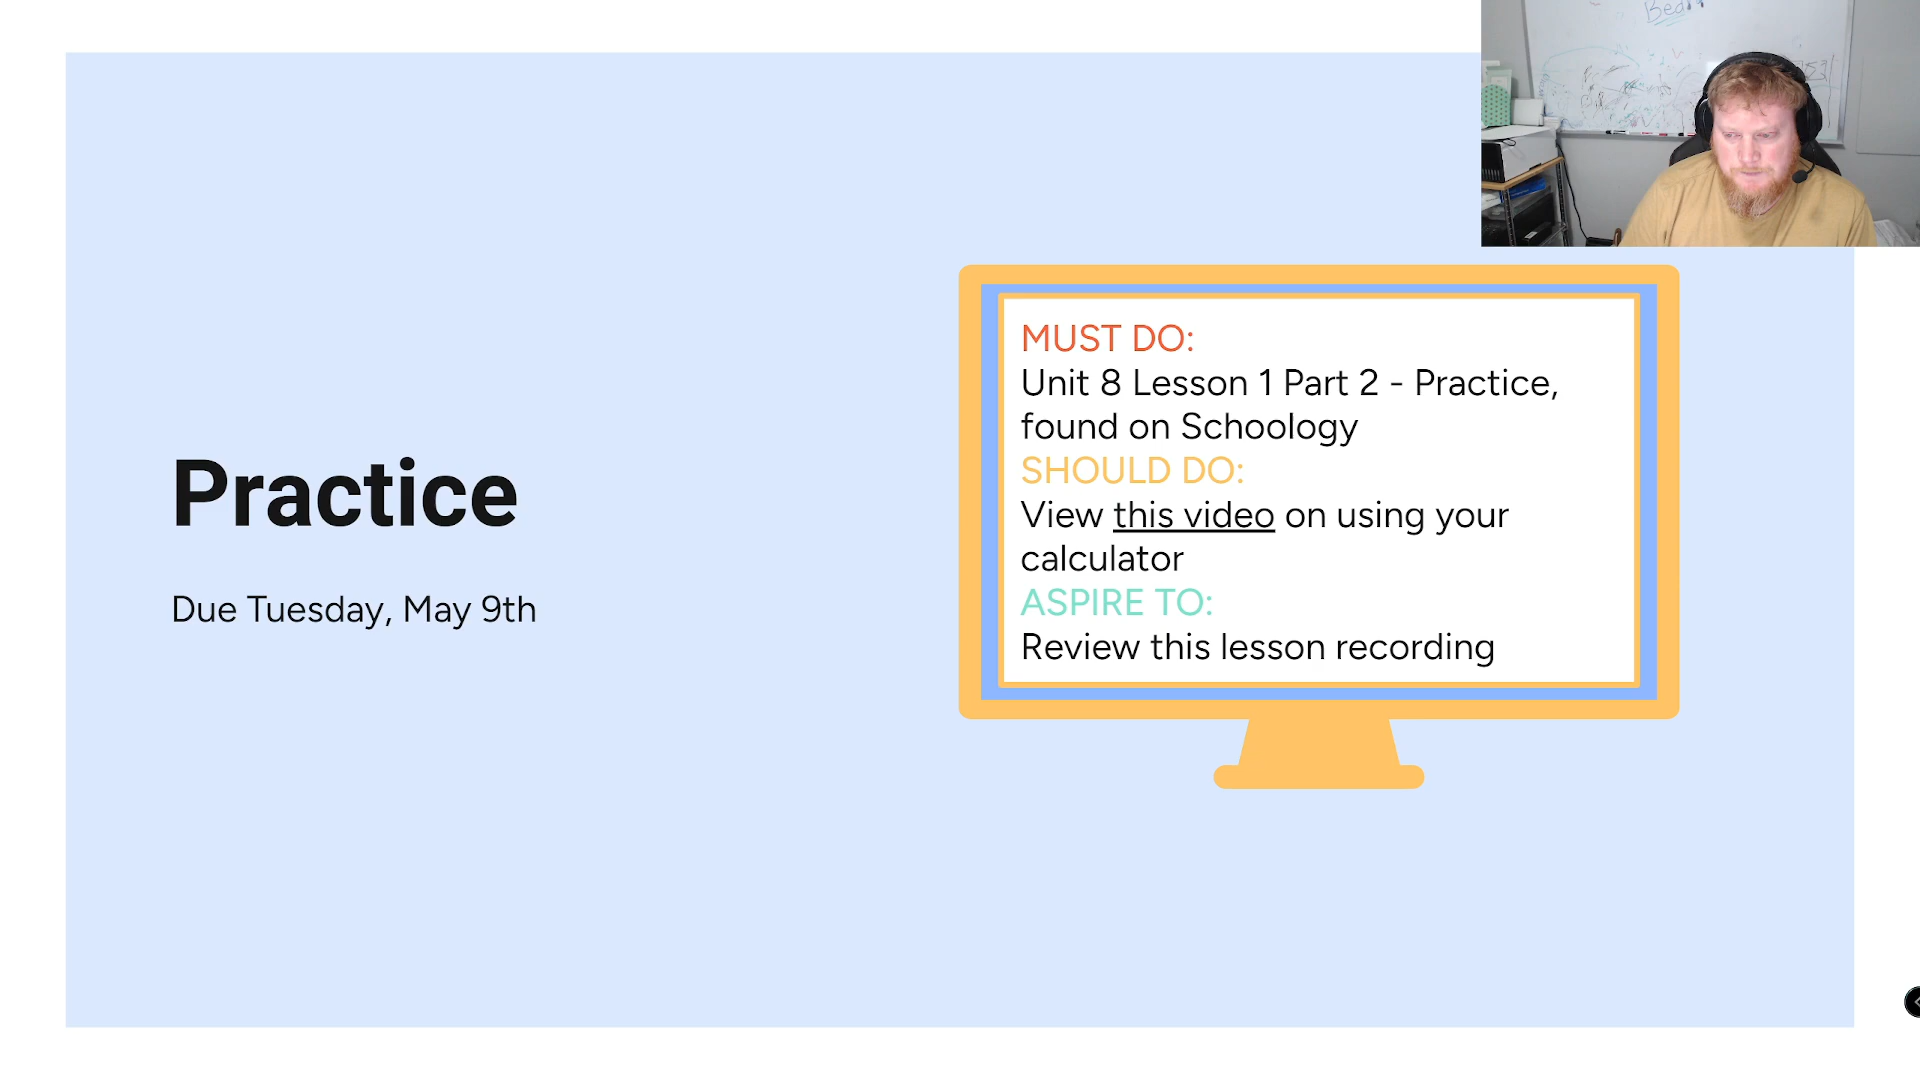 Practice
Due Tuesday, May 9th
MUST DO:
Unit 8 Lesson 1 Part 2 - Practice,
found on Schoology
SHOULD DO:
View this video on using your
calculator
ASPIRE TO:
Review this lesson recording